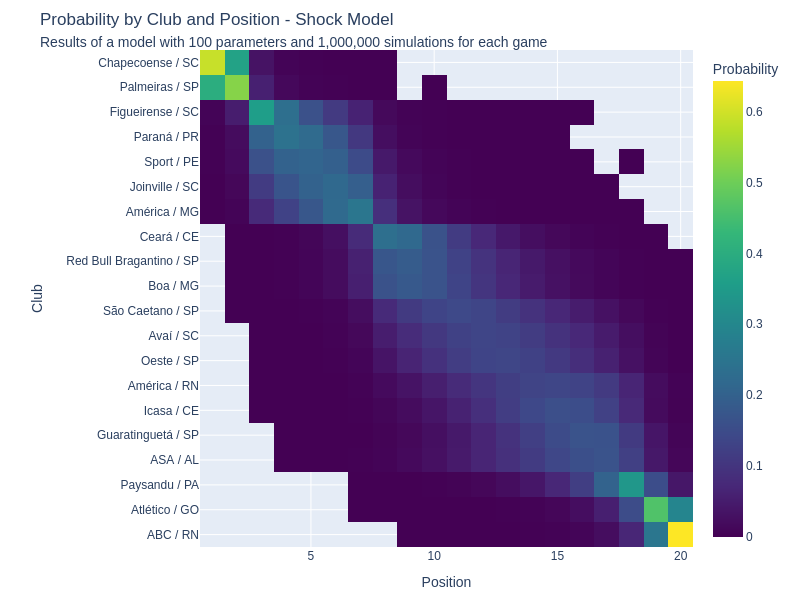 Probability by Club and Position - Shock Model
Results of a model with 100 parameters and 1,000,000 simulations for each game
Probability
Chapecoense / SC
Palmeiras / SP
Figueirense / SC
Paraná / PR
Sport / PE
Joinville / SC
América / MG
Ceará / CE
Red Bull Bragantino / SP
Boa / MG
São Caetano / SP
Avaí / SC
Oeste / SP
América / RN
Icasa / CE
Guaratinguetá / SP
ASA / AL
Paysandu / PA
Atlético / GO
ABC / RN
Club
5
10
15
20
Position
0.6
0.5
0.4
0.3
0.2
0.1
0